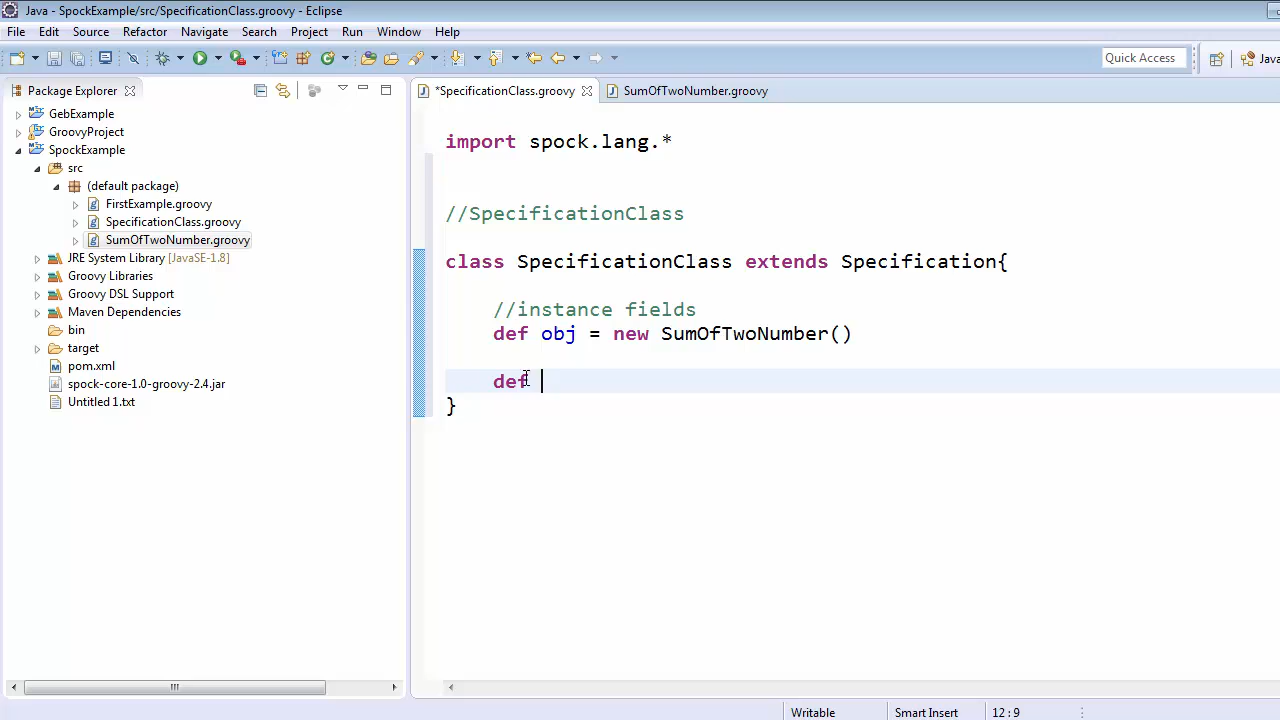 Java - SpockExample/src/SpecificationClass.groovy - Eclipse
File Edit Source Refactor Navigate Search Project Run Window Help
Quick Access
Java
Package Explorer
*SpecificationClass.groovy
SumOfTwoNumber.groovy
GebExample
GroovyProject
SpockExample
src
(default package)
FirstExample.groovy
SpecificationClass.groovy
SumOfTwoNumber.groovy
JRE System Library [JavaSE-1.8]
Groovy Libraries
Groovy DSL Support
Maven Dependencies
bin
target
pom.xml
spock-core-1.0-groovy-2.4.jar
Untitled 1.txt
import spock.lang.*
//SpecificationClass
class SpecificationClass extends Specification{
//instance fields
def obj = new SumOfTwoNumber()
def
}
Writable Smart Insert 12:9